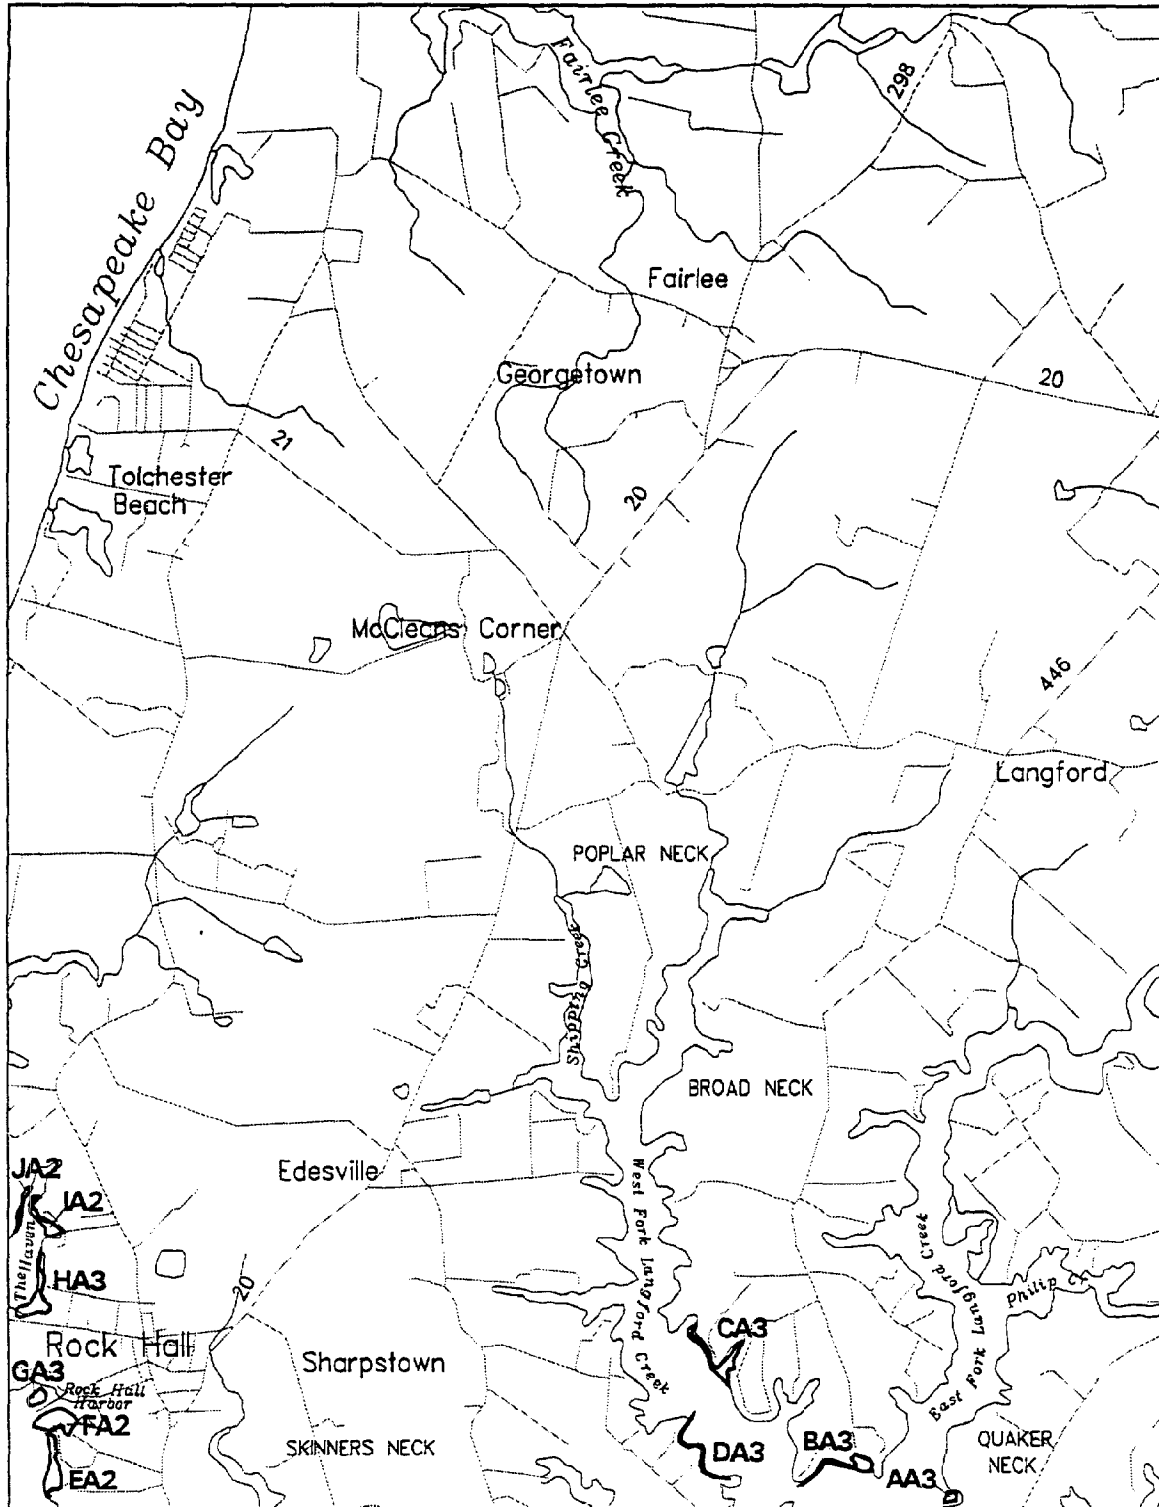 Fairlee Creek
298
Chesapeake Bay
Fairlee
Georgetown
20
21
Tolchester
Beach
20
McCleans Corner
446
Langford
POPLAR NECK
Shipping Creek
BROAD NECK
JA2
Edesville
IA2
West Fork Langford Creek
East Fork Langford Creek
The Haven
HA3
20
Philip Cr.
Rock Hall
CA3
Sharpstown
GA3
Rock Hall
Harbor
FA2
SKINNERS NECK
DA3
BA3
QUAKER
NECK
EA2
AA3